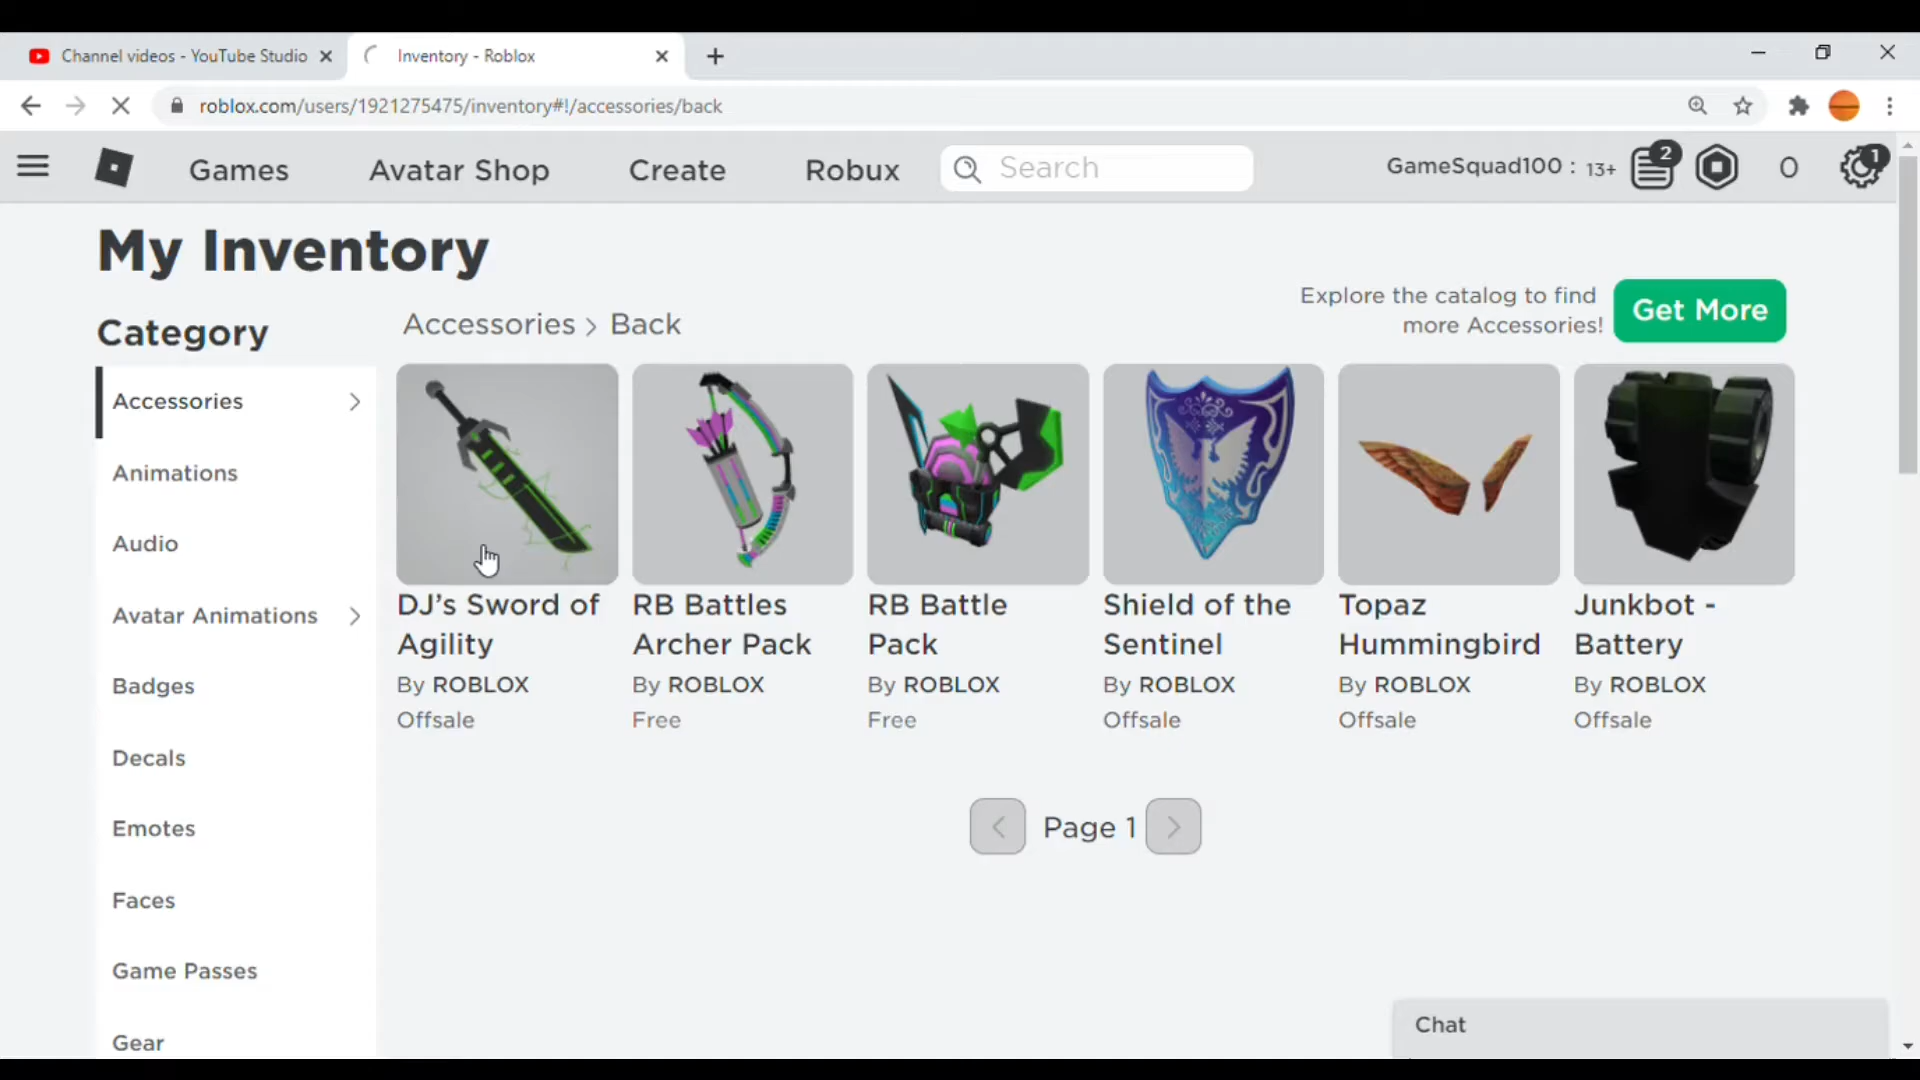 Channel videos - YouTube Studio
Inventory - Roblox
roblox.com/users/1921275475/inventory#!/accessories/back
Games
Avatar Shop
Create
Robux
Search
GameSquad100 : 13+
2
0
1
My Inventory
Explore the catalog to find
more Accessories!
Get More
Category
Accessories > Back
Accessories
Animations
Audio
Avatar Animations
Badges
Decals
Emotes
Faces
Game Passes
Gear
DJ's Sword of
Agility
By ROBLOX
Offsale
RB Battles
Archer Pack
By ROBLOX
Free
RB Battle
Pack
By ROBLOX
Free
Shield of the
Sentinel
By ROBLOX
Offsale
Topaz
Hummingbird
By ROBLOX
Offsale
Junkbot -
Battery
By ROBLOX
Offsale
Page 1
Chat